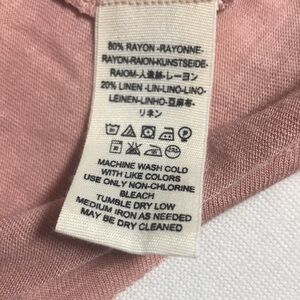 80% RAYON-RAYONNE-
RAYON-RAION-KUNSTSEIDE-
RAIOM-人造絲-レーヨン
20% LINEN-LIN-LINO-LINO-
LEINEN-LINHO-亞麻布-
リネン
MACHINE WASH COLD
WITH LIKE COLORS
USE ONLY NON-CHLORINE
BLEACH
TUMBLE DRY LOW
MEDIUM IRON AS NEEDED
MAY BE DRY CLEANED